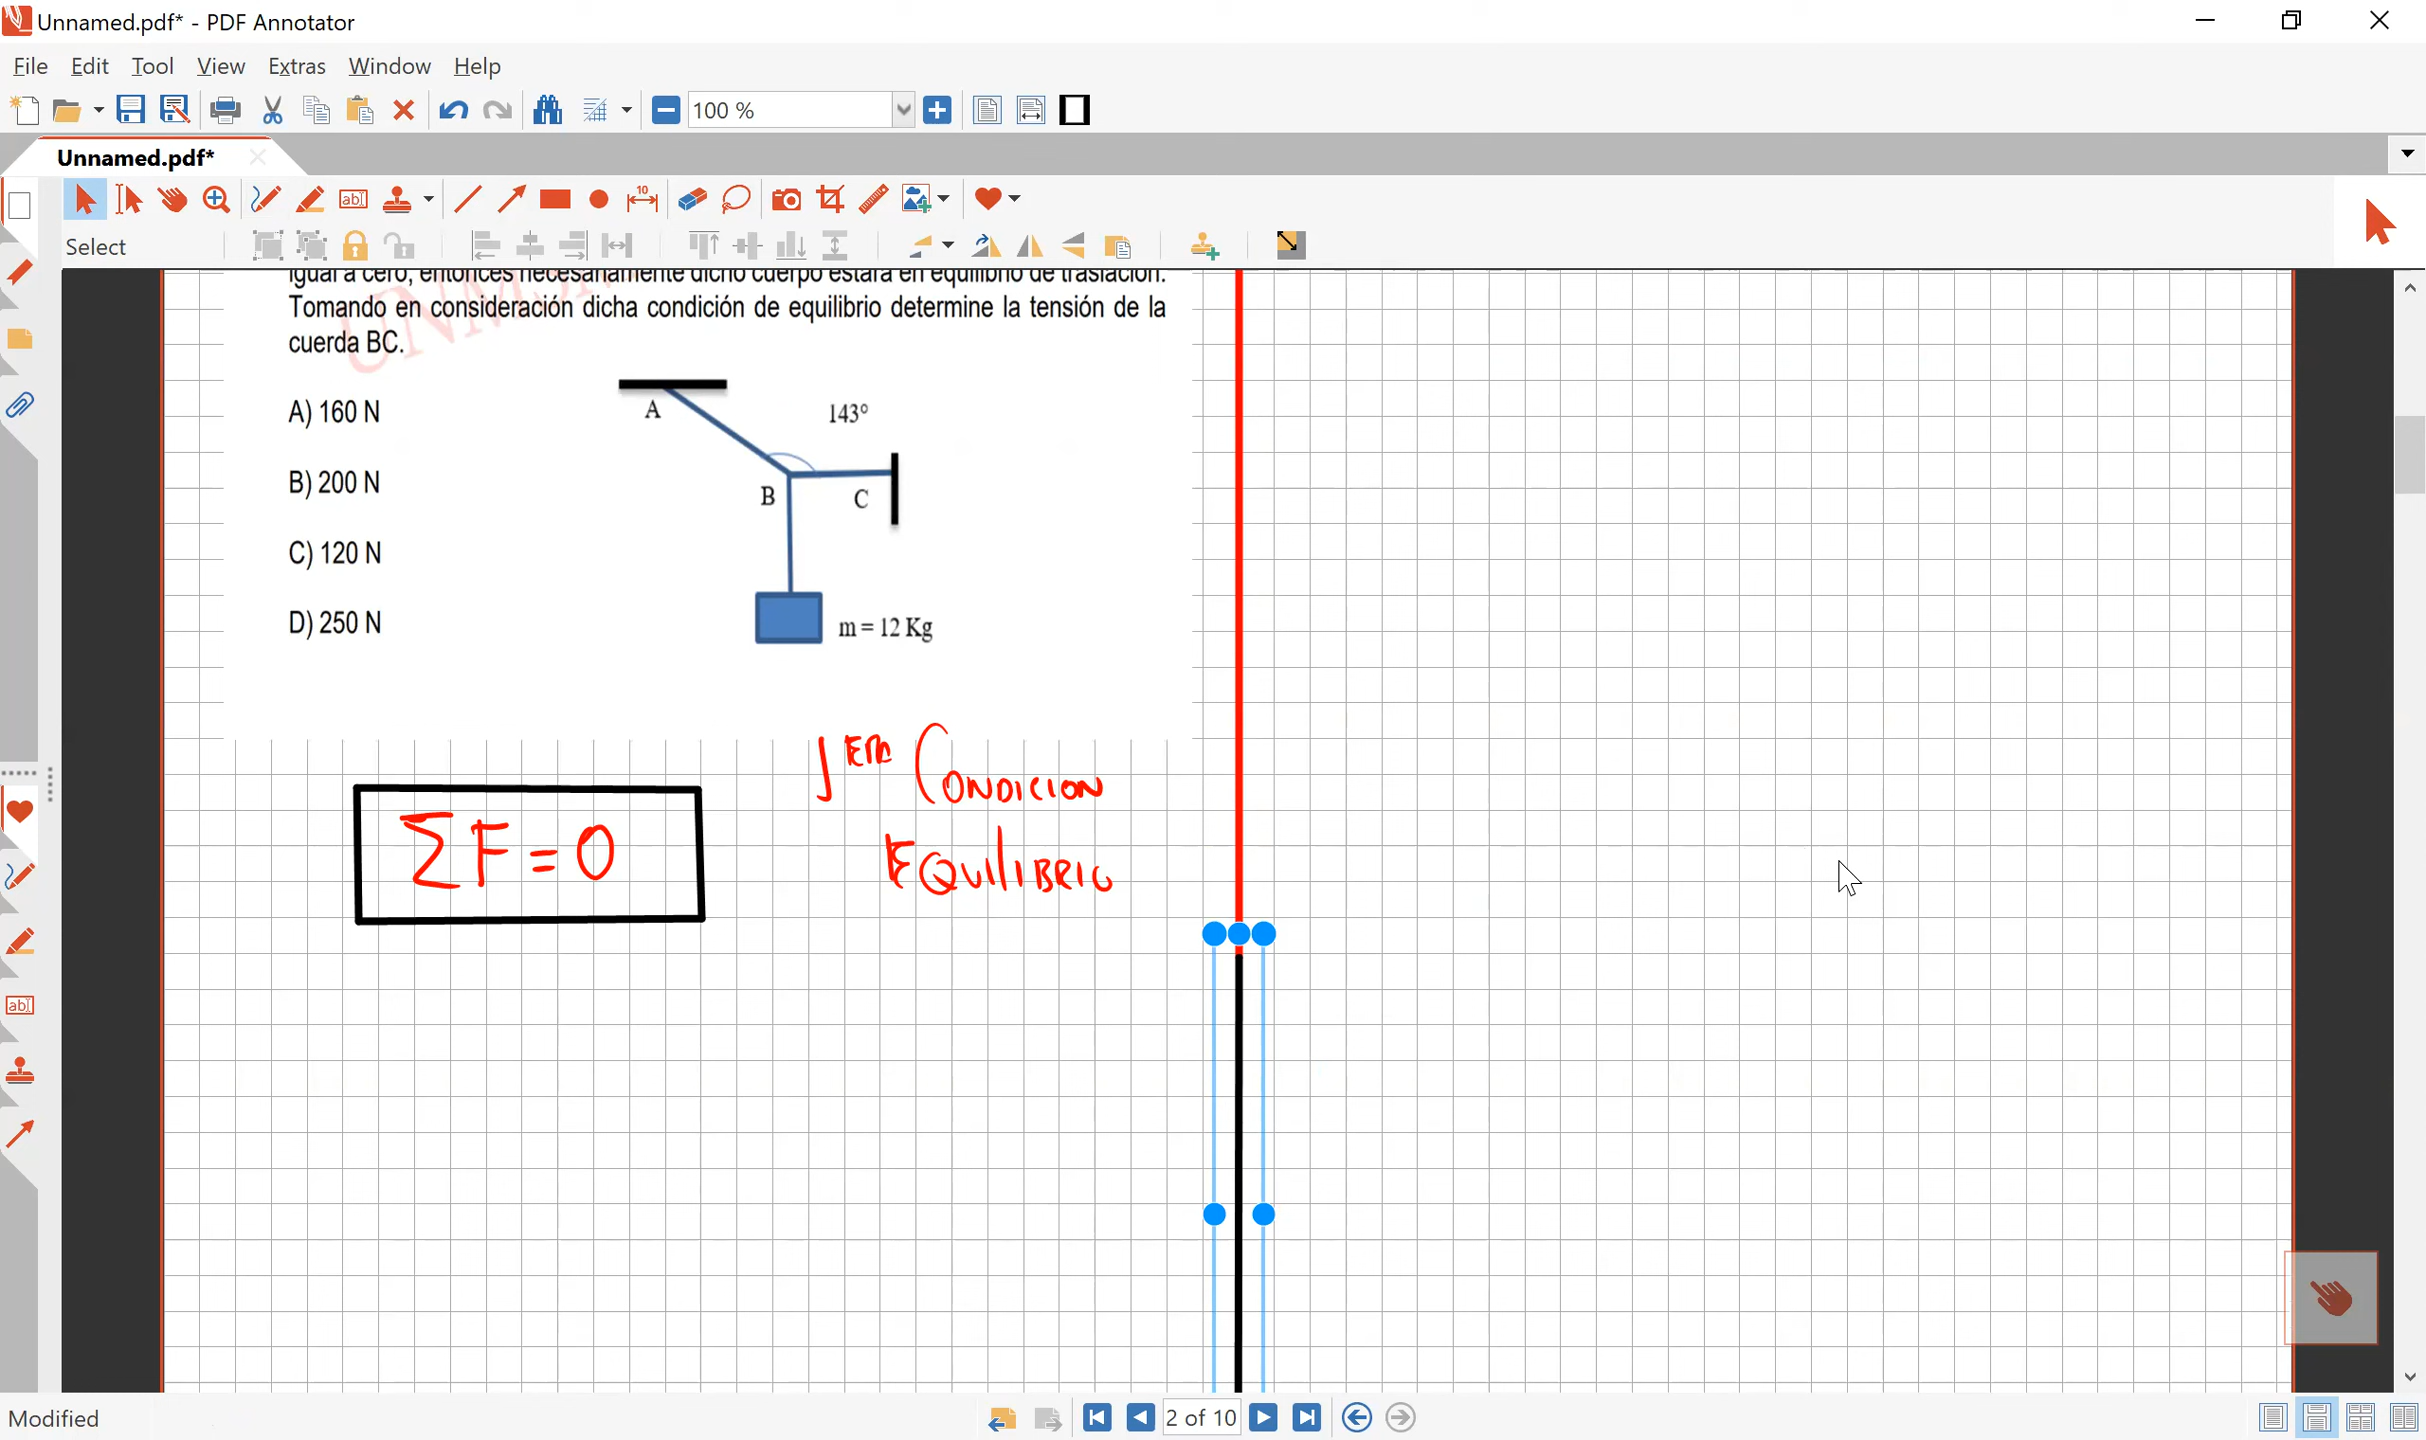 Unnamed.pdf* - PDF Annotator
File Edit Tool View Extras Window Help
100 %
Unnamed.pdf*
Select
igual a cero, entonces necesariamente dicho cuerpo estará en equilibrio de traslación.
Tomando en consideración dicha condición de equilibrio determine la tensión de la
cuerda BC.
A) 160 N
B) 200 N
C) 120 N
D) 250 N
A
143°
B
C
m = 12 Kg
1ERA CONDICION
EQUILIBRIO
ΣF=0
Modified
2 of 10